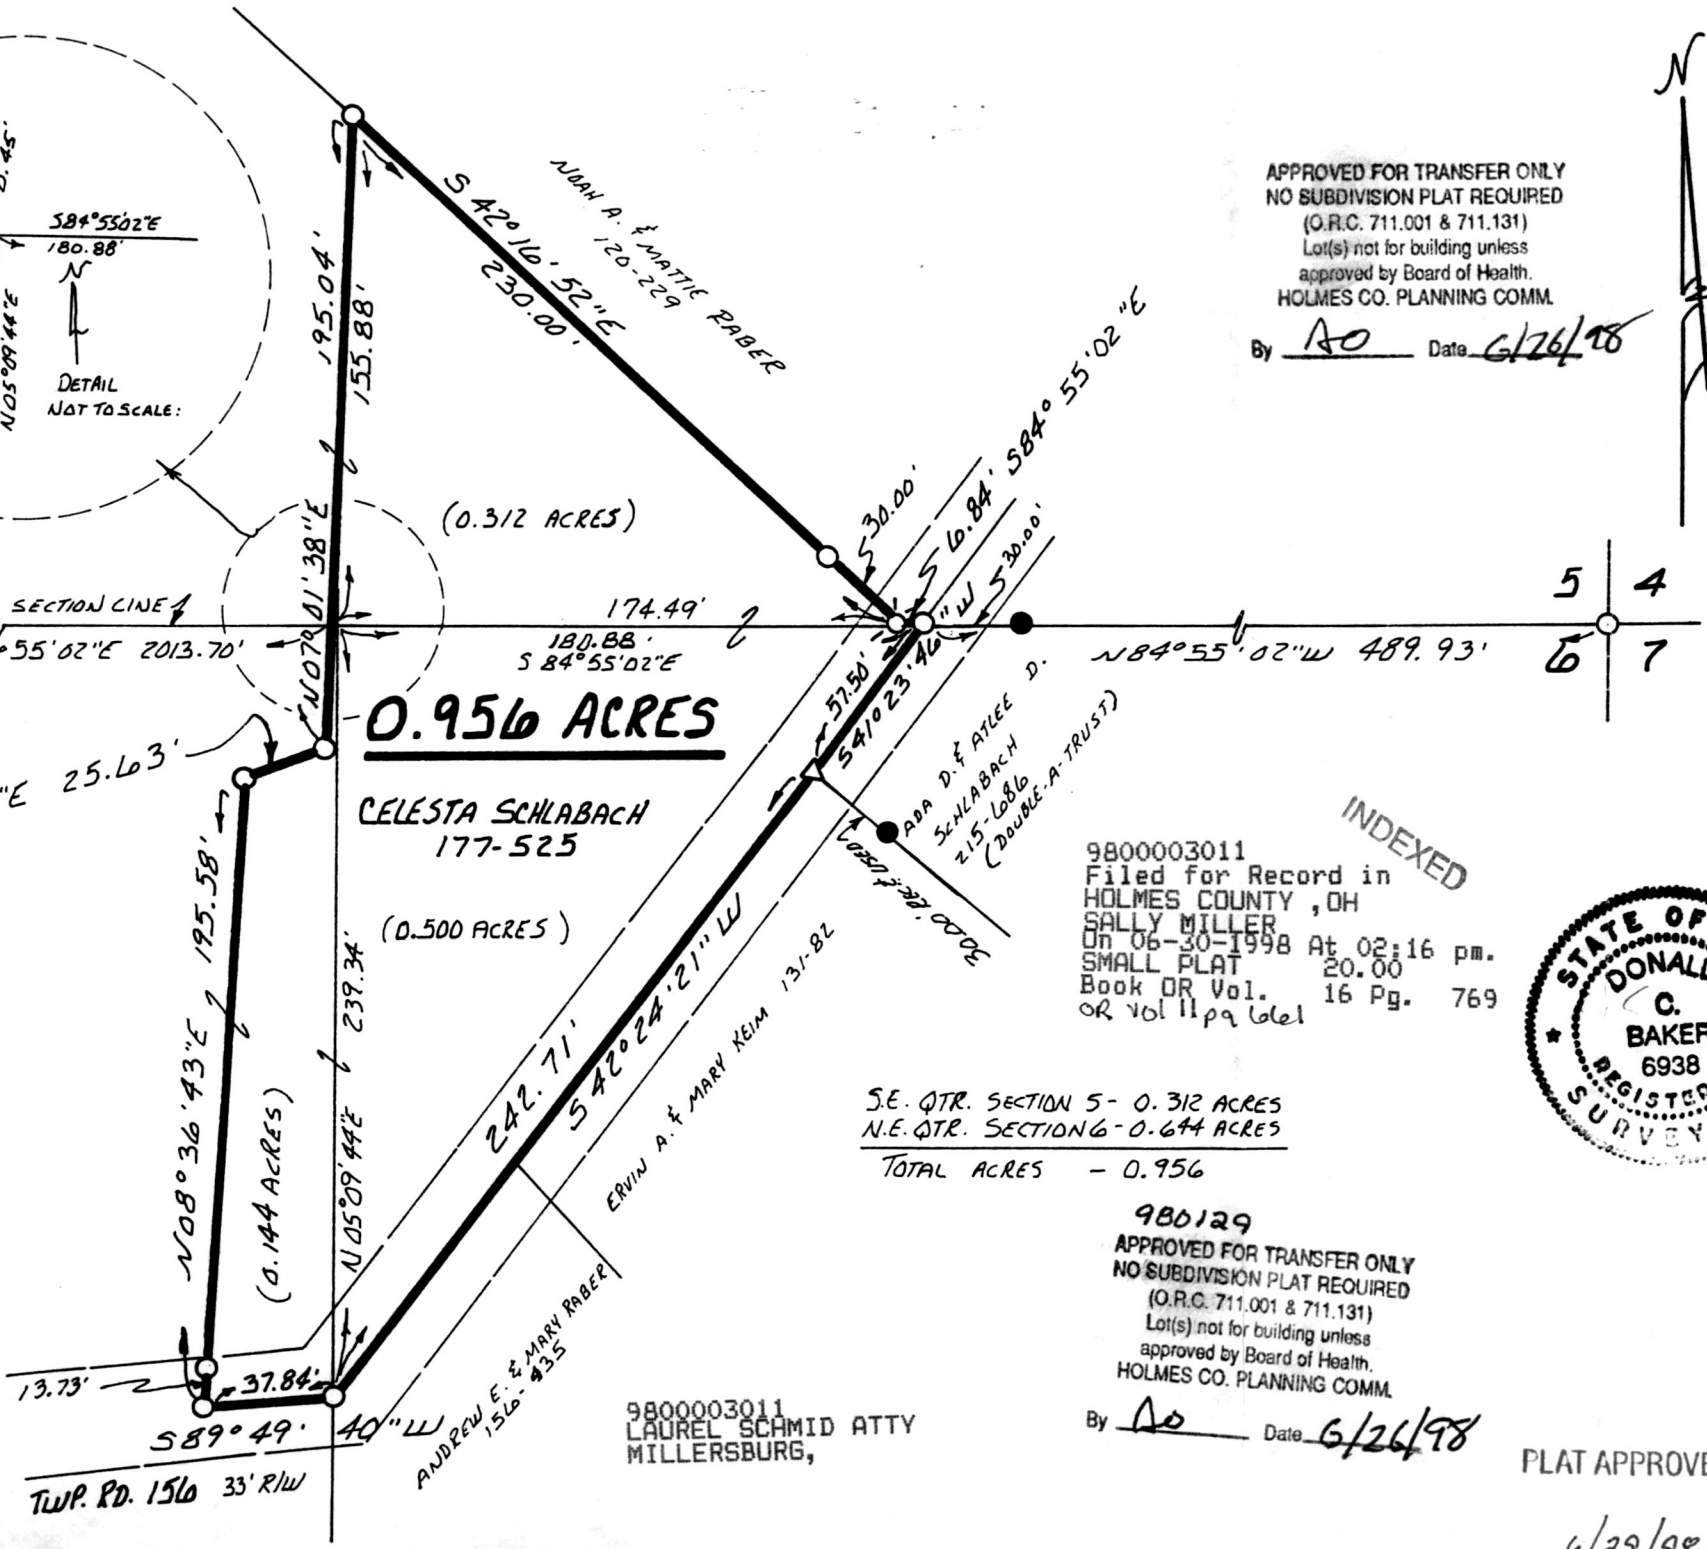 S84°55'02"E
180.88'
N
DETAIL
NOT TO SCALE:
N05°09'44"E
195.04'
155.88'
N07°01'38"E
S 42°16'52"E
230.00'
NOAH A. & MATTIE RABER
120-229
APPROVED FOR TRANSFER ONLY
NO SUBDIVISION PLAT REQUIRED
(O.R.C. 711.001 & 711.131)
Lot(s) not for building unless
approved by Board of Health.
HOLMES CO. PLANNING COMM.
By AO Date 6/26/98
N
(0.312 ACRES)
30.00'
6.84' S84°55'02"E
30.00'
SECTION LINE
174.49'
55'02"E 2013.70'
180.88'
S 84°55'02"E
N84°55'02"W 489.93'
5 4
6 7
0.956 ACRES
57.50'
S41°23'46"W
"E 25.63'
CELESTA SCHLABACH
177-525
ADA D. & ATLEE D.
SCHLABACH
215-686
(DOUBLE-A-TRUST)
30.00' REC. & USED
INDEXED
9800003011
Filed for Record in
HOLMES COUNTY ,OH
SALLY MILLER
On 06-30-1998 At 02:16 pm.
SMALL PLAT 20.00
Book OR Vol. 16 Pg. 769
OR Vol 11 pg 661
STATE OF
DONALD
C.
BAKER
6938
REGISTER
SURVEY
195.58'
N08°36'43"E
(0.500 ACRES)
239.34'
N05°09'44"E
(0.144 ACRES)
242.71'
S 42°24'21" W
ERVIN A. & MARY KEIM 131-82
S.E. QTR. SECTION 5- 0.312 ACRES
N.E. QTR. SECTION 6- 0.644 ACRES
TOTAL ACRES - 0.956
980129
APPROVED FOR TRANSFER ONLY
NO SUBDIVISION PLAT REQUIRED
(O.R.C. 711.001 & 711.131)
Lot(s) not for building unless
approved by Board of Health.
HOLMES CO. PLANNING COMM.
By AO Date 6/26/98
13.73'
37.84'
S89°49'40"W
TWP. RD. 156 33' R/W
ANDREW E. & MARY RABER
156-435
9800003011
LAUREL SCHMID ATTY
MILLERSBURG,
PLAT APPROVE